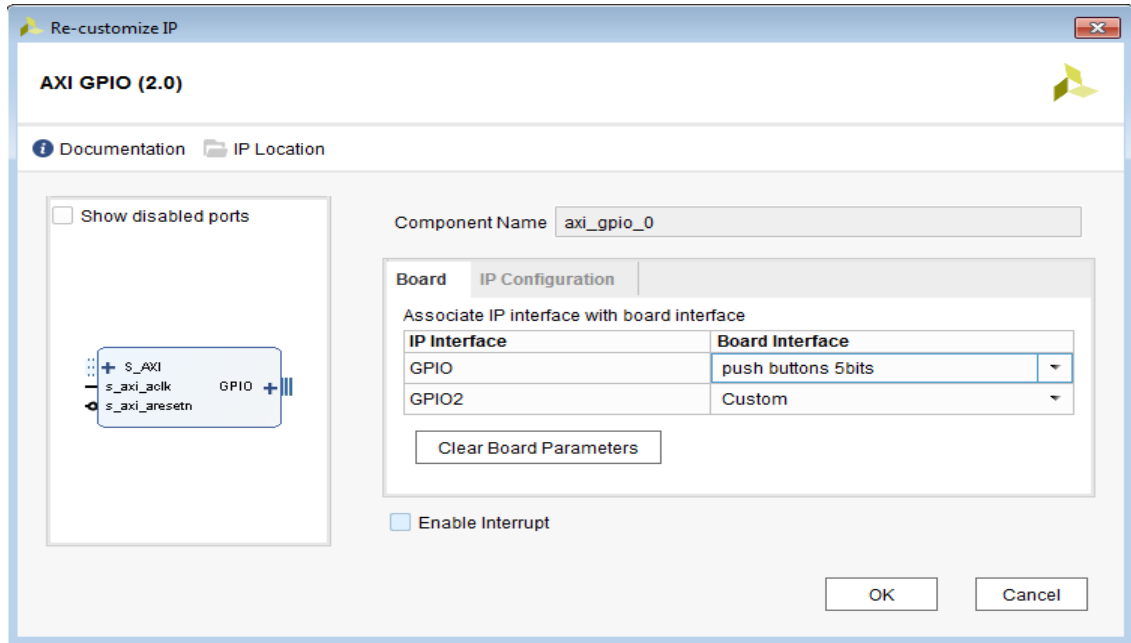 Re-customize IP
AXI GPIO (2.0)
Documentation IP Location
Show disabled ports
S_AXI
s_axi_aclk GPIO
s_axi_aresetn
Component Name axi_gpio_0
Board IP Configuration
Associate IP interface with board interface
IP Interface Board Interface
GPIO push buttons 5bits
GPIO2 Custom
Clear Board Parameters
Enable Interrupt
OK Cancel